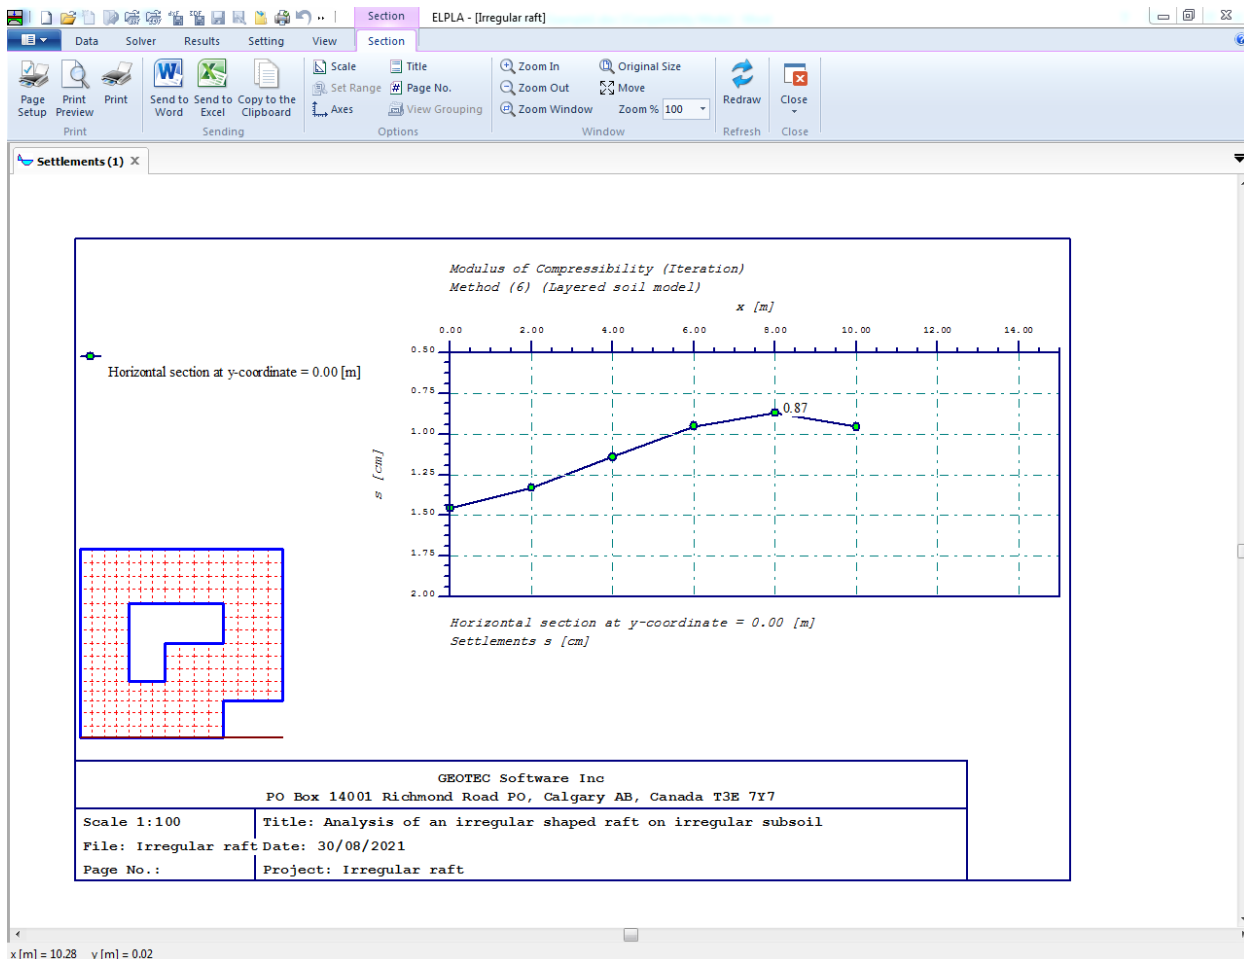 Section
ELPLA - [Irregular raft]
Data
Solver
Results
Setting
View
Section
Page Setup
Print Preview
Print
Send to Word
Send to Excel
Copy to the Clipboard
Scale
Set Range
Axes
Title
Page No.
View Grouping
Zoom In
Zoom Out
Zoom Window
Original Size
Move
Zoom % 100
Redraw
Close
Print
Sending
Options
Window
Refresh
Close
Settlements (1)
Modulus of Compressibility (Iteration)
Method (6) (Layered soil model)
x [m]
0.00 2.00 4.00 6.00 8.00 10.00 12.00 14.00
Horizontal section at y-coordinate = 0.00 [m]
0.50
0.75
1.00
1.25
1.50
1.75
2.00
s [cm]
0.87
Horizontal section at y-coordinate = 0.00 [m]
Settlements s [cm]
GEOTEC Software Inc
PO Box 14001 Richmond Road PO, Calgary AB, Canada T3E 7Y7
Scale 1:100
Title: Analysis of an irregular shaped raft on irregular subsoil
File: Irregular raft
Date: 30/08/2021
Page No.:
Project: Irregular raft
x [m] = 10.28 y [m] = 0.02